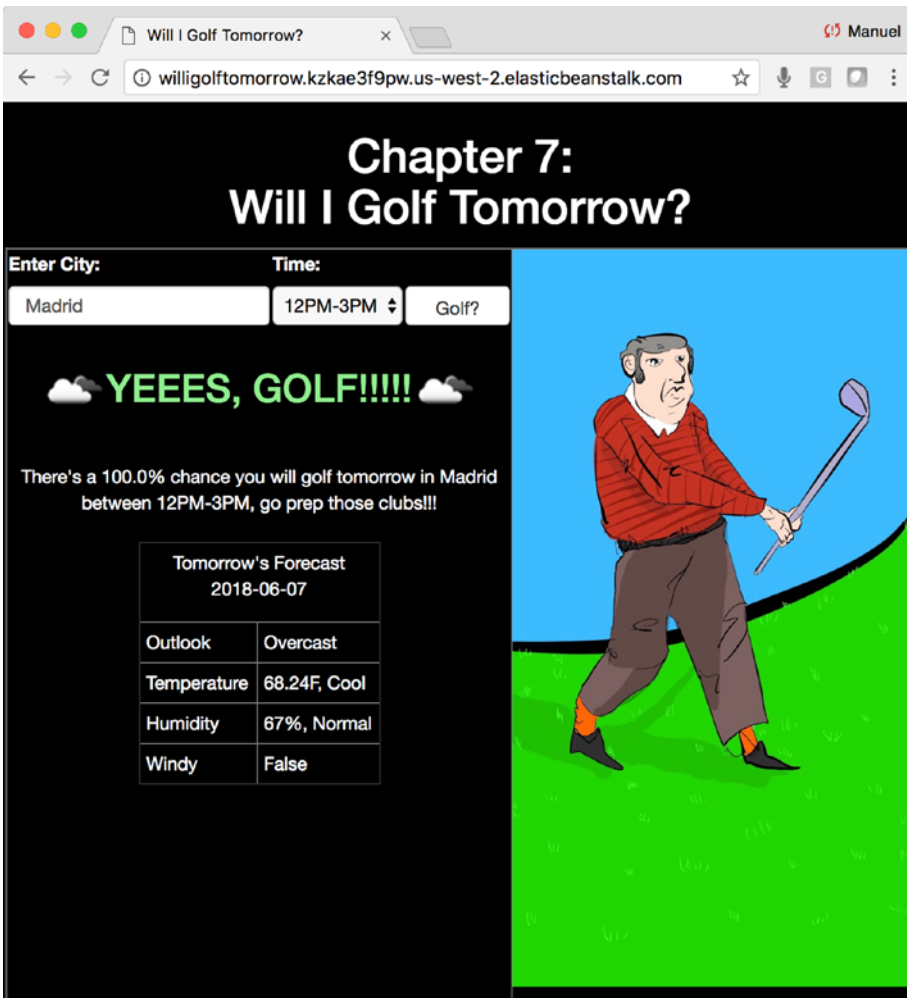 Will I Golf Tomorrow?
Manuel
willigolftomorrow.kzkae3f9pw.us-west-2.elasticbeanstalk.com
G
Chapter 7:
Will I Golf Tomorrow?
Enter City: Time:
Madrid 12PM-3PM Golf?
YEEES, GOLF!!!!!
There's a 100.0% chance you will golf tomorrow in Madrid
between 12PM-3PM, go prep those clubs!!!
Tomorrow's Forecast
2018-06-07
Outlook Overcast
Temperature 68.24F, Cool
Humidity 67%, Normal
Windy False